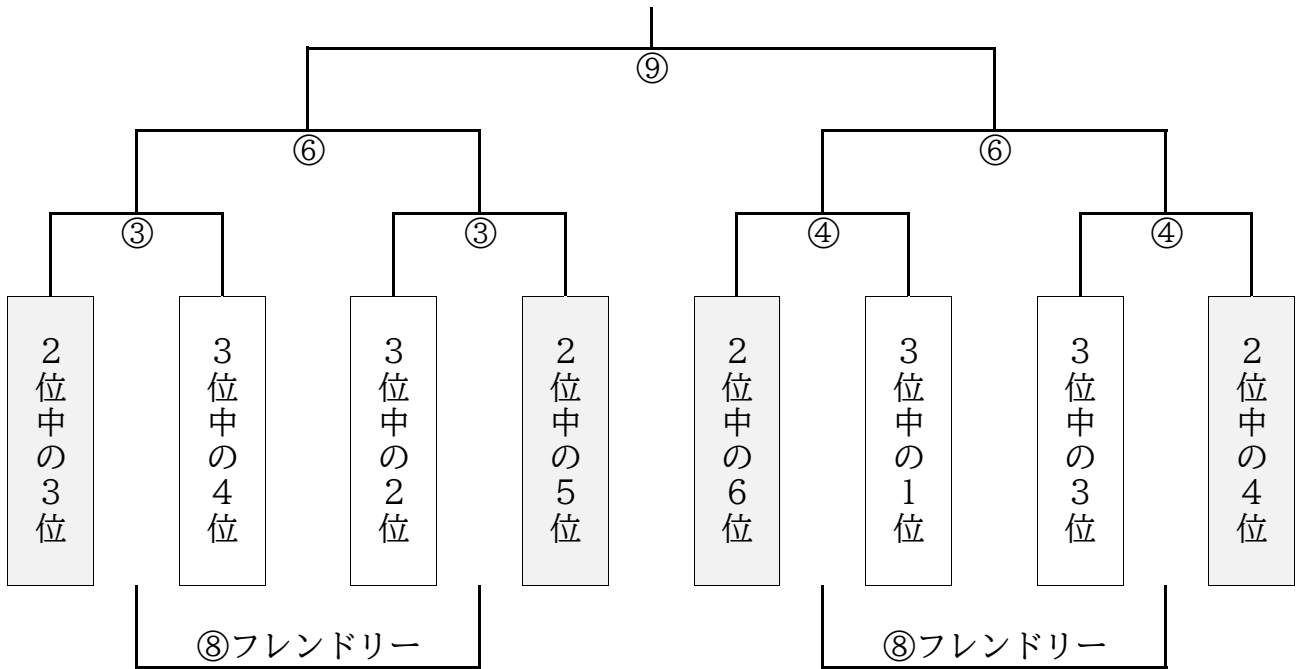 ⑨
⑥
⑥
③
③
④
④
2位中の3位
3位中の4位
3位中の2位
2位中の5位
2位中の6位
3位中の1位
3位中の3位
2位中の4位
⑧フレンドリー
⑧フレンドリー